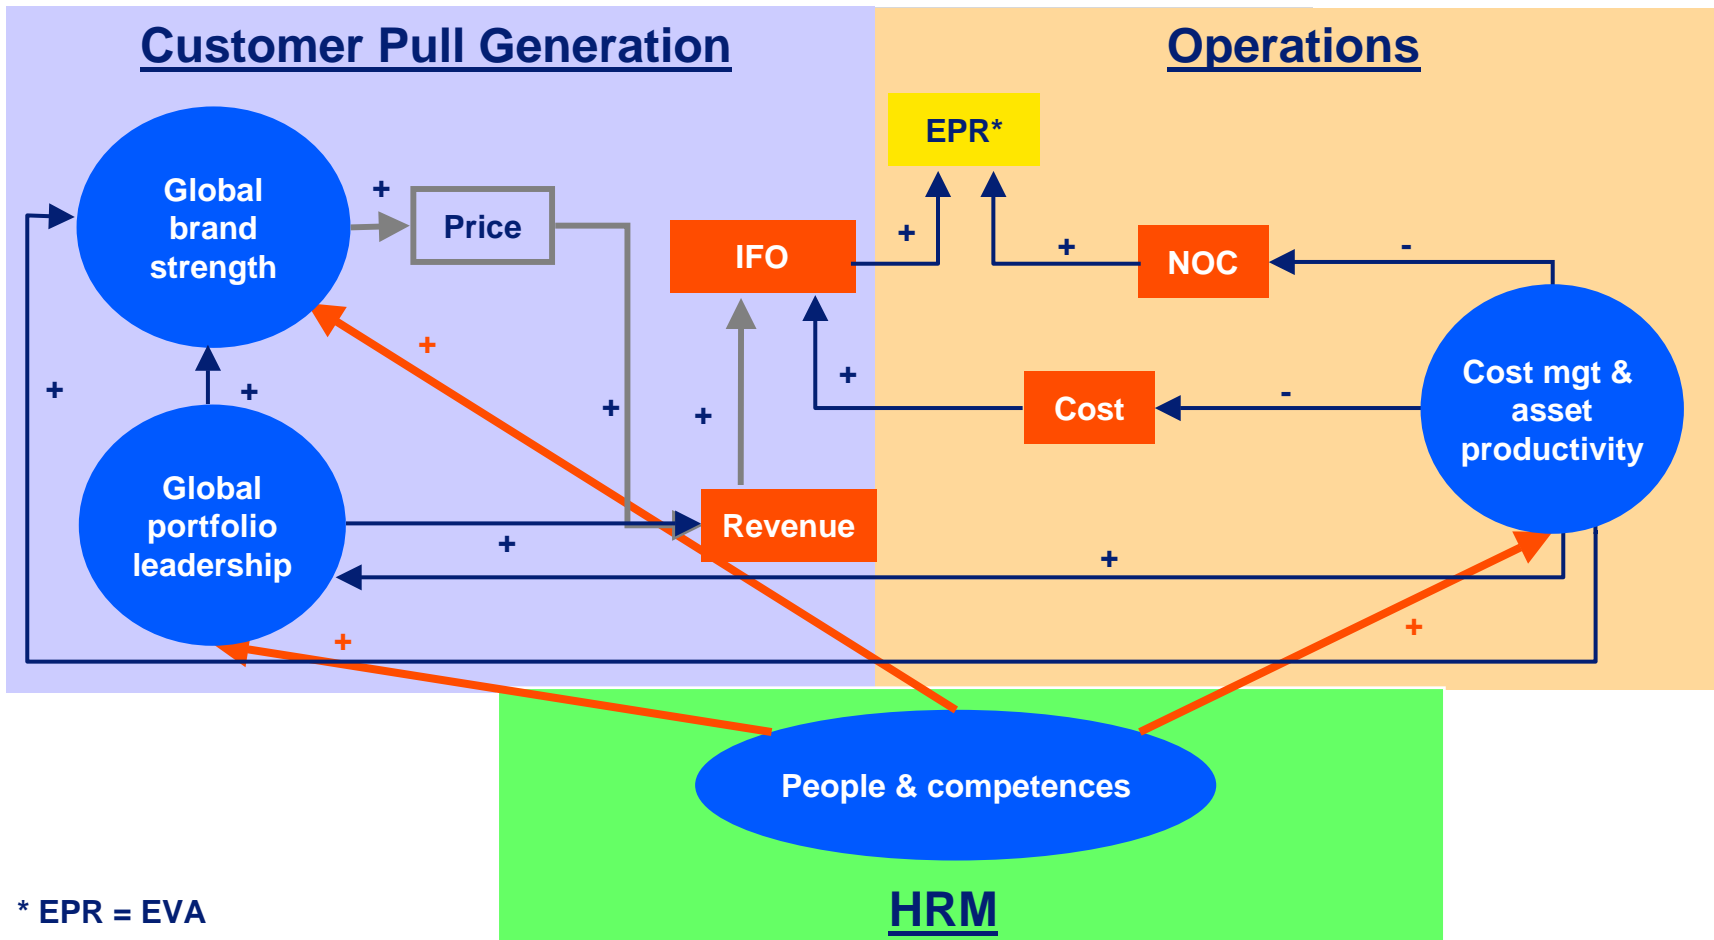 Customer Pull Generation
Operations
EPR*
Global
brand
strength
+
Price
IFO
+
+
NOC
-
+
+
+
+
Cost
-
Cost mgt &
asset
productivity
+
+
+
Global
portfolio
leadership
Revenue
+
+
+
+
People & competences
HRM
* EPR = EVA